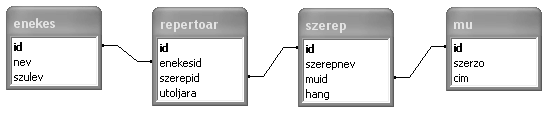 enekes
id
nev
szulev
repertoar
id
enekesid
szerepid
utoljara
szerep
id
szerepnev
muid
hang
mu
id
szerzo
cim